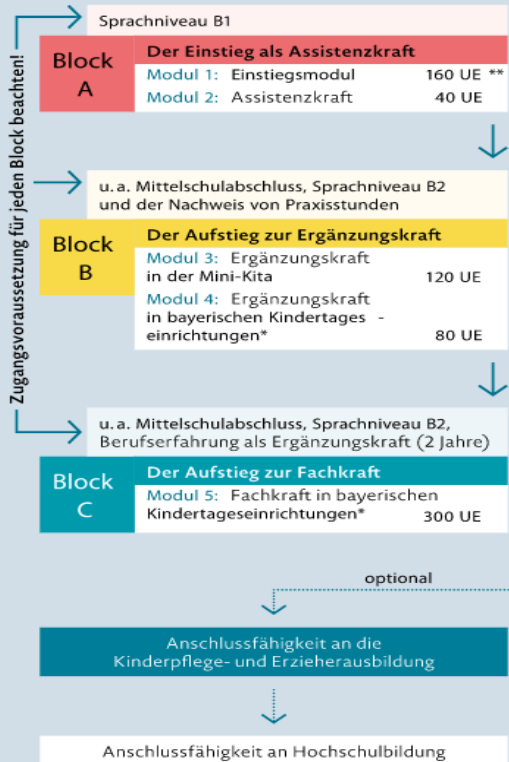 Zugangsvoraussetzung für jeden Block beachten!
Sprachniveau B1
Block A
Der Einstieg als Assistenzkraft
Modul 1: Einstiegsmodul 160 UE **
Modul 2: Assistenzkraft 40 UE
u. a. Mittelschulabschluss, Sprachniveau B2
und der Nachweis von Praxisstunden
Block B
Der Aufstieg zur Ergänzungskraft
Modul 3: Ergänzungskraft
in der Mini-Kita 120 UE
Modul 4: Ergänzungskraft
in bayerischen Kindertages -
einrichtungen* 80 UE
u. a. Mittelschulabschluss, Sprachniveau B2,
Berufserfahrung als Ergänzungskraft (2 Jahre)
Block C
Der Aufstieg zur Fachkraft
Modul 5: Fachkraft in bayerischen
Kindertageseinrichtungen* 300 UE
optional
Anschlussfähigkeit an die
Kinderpflege- und Erzieherausbildung
Anschlussfähigkeit an Hochschulbildung